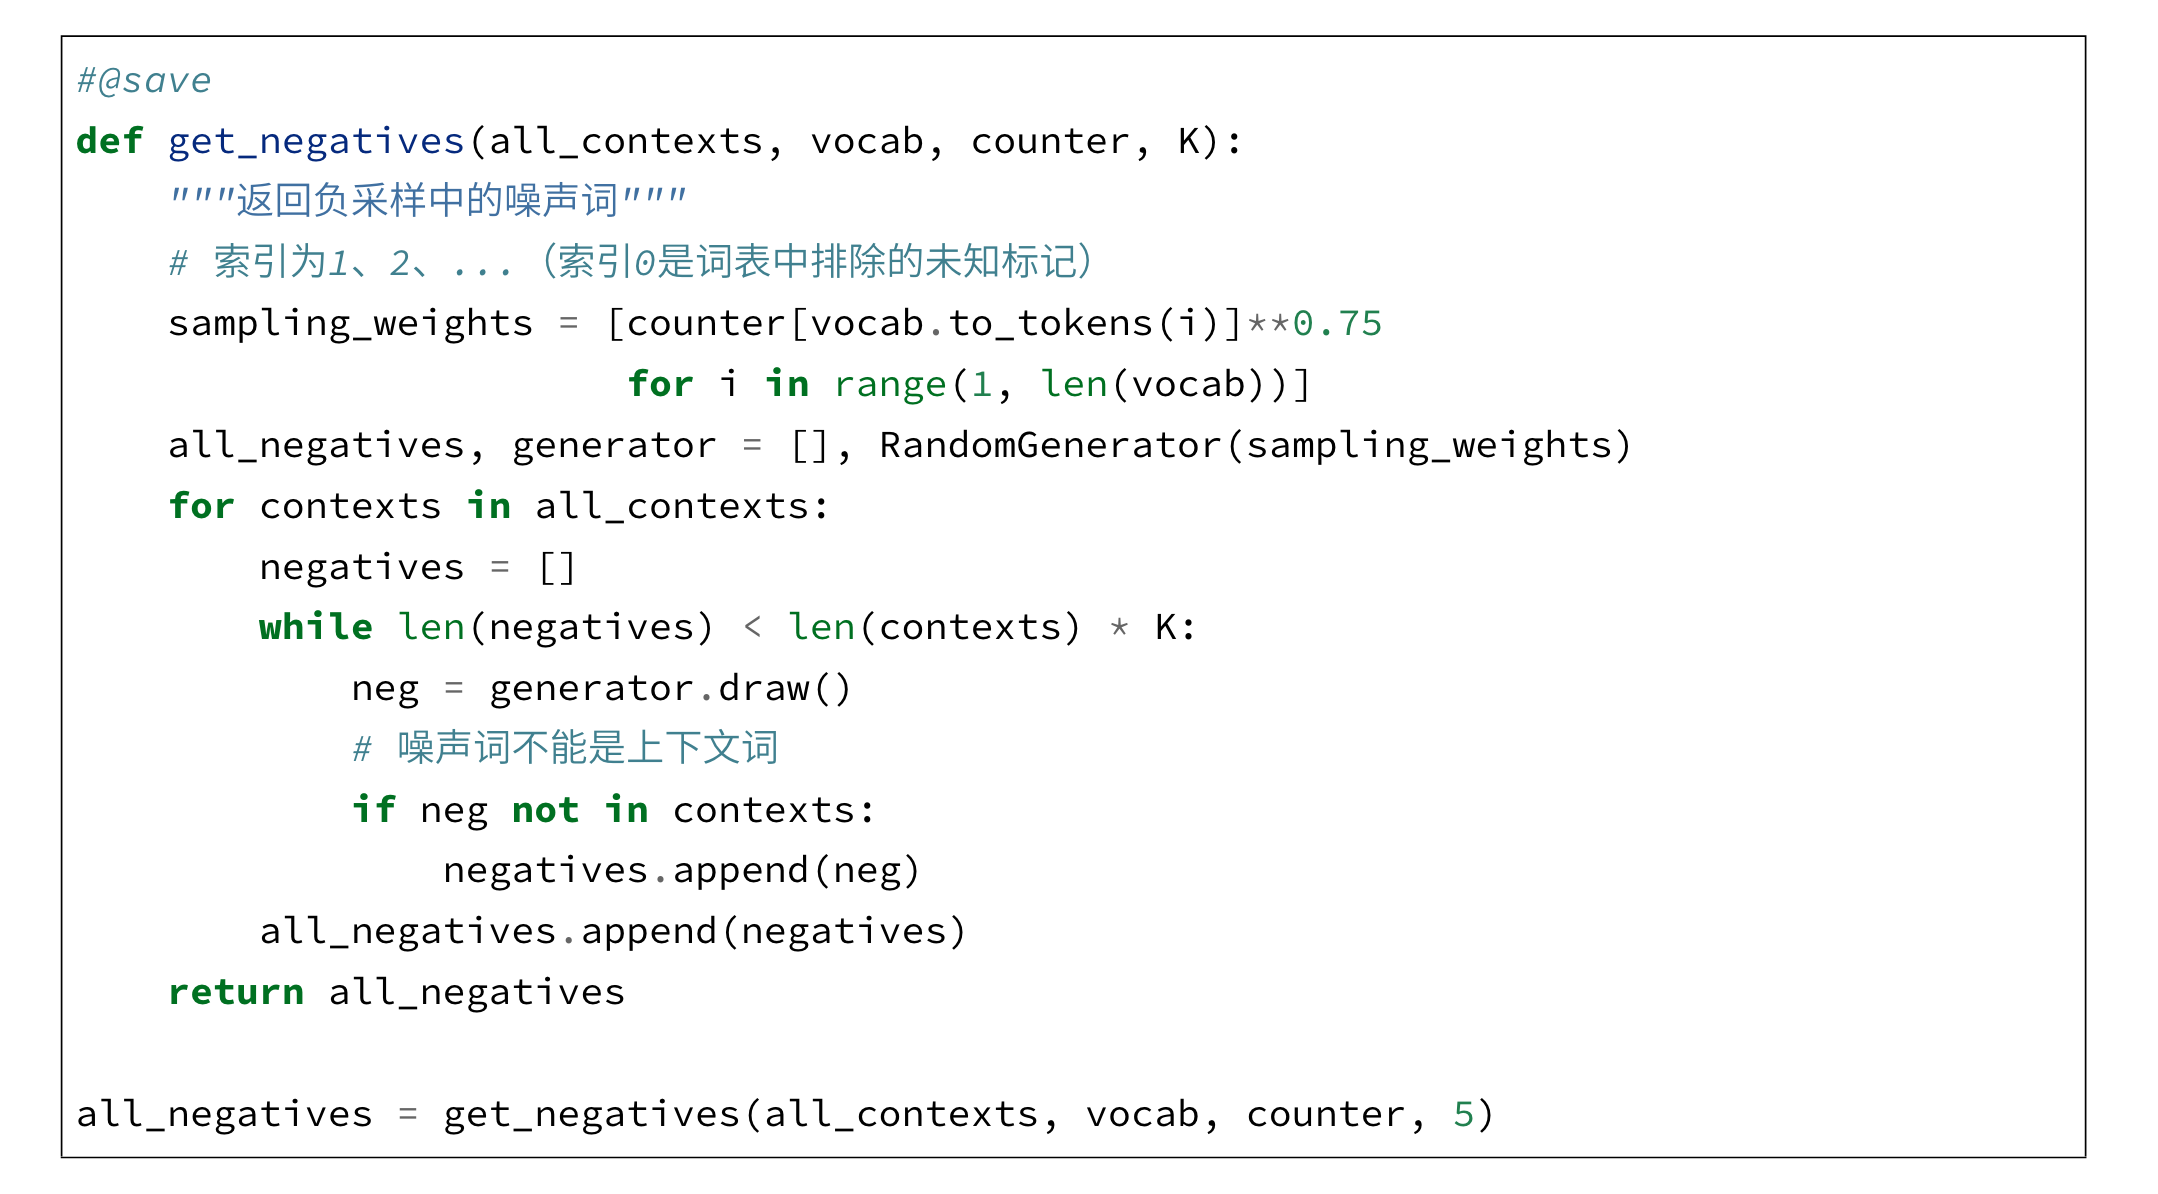 #@save
def get_negatives(all_contexts, vocab, counter, K):
    """返回负采样中的噪声词"""
    # 索引为1、2、...（索引0是词表中排除的未知标记）
    sampling_weights = [counter[vocab.to_tokens(i)]**0.75
                        for i in range(1, len(vocab))]
    all_negatives, generator = [], RandomGenerator(sampling_weights)
    for contexts in all_contexts:
        negatives = []
        while len(negatives) < len(contexts) * K:
            neg = generator.draw()
            # 噪声词不能是上下文词
            if neg not in contexts:
                negatives.append(neg)
        all_negatives.append(negatives)
    return all_negatives

all_negatives = get_negatives(all_contexts, vocab, counter, 5)